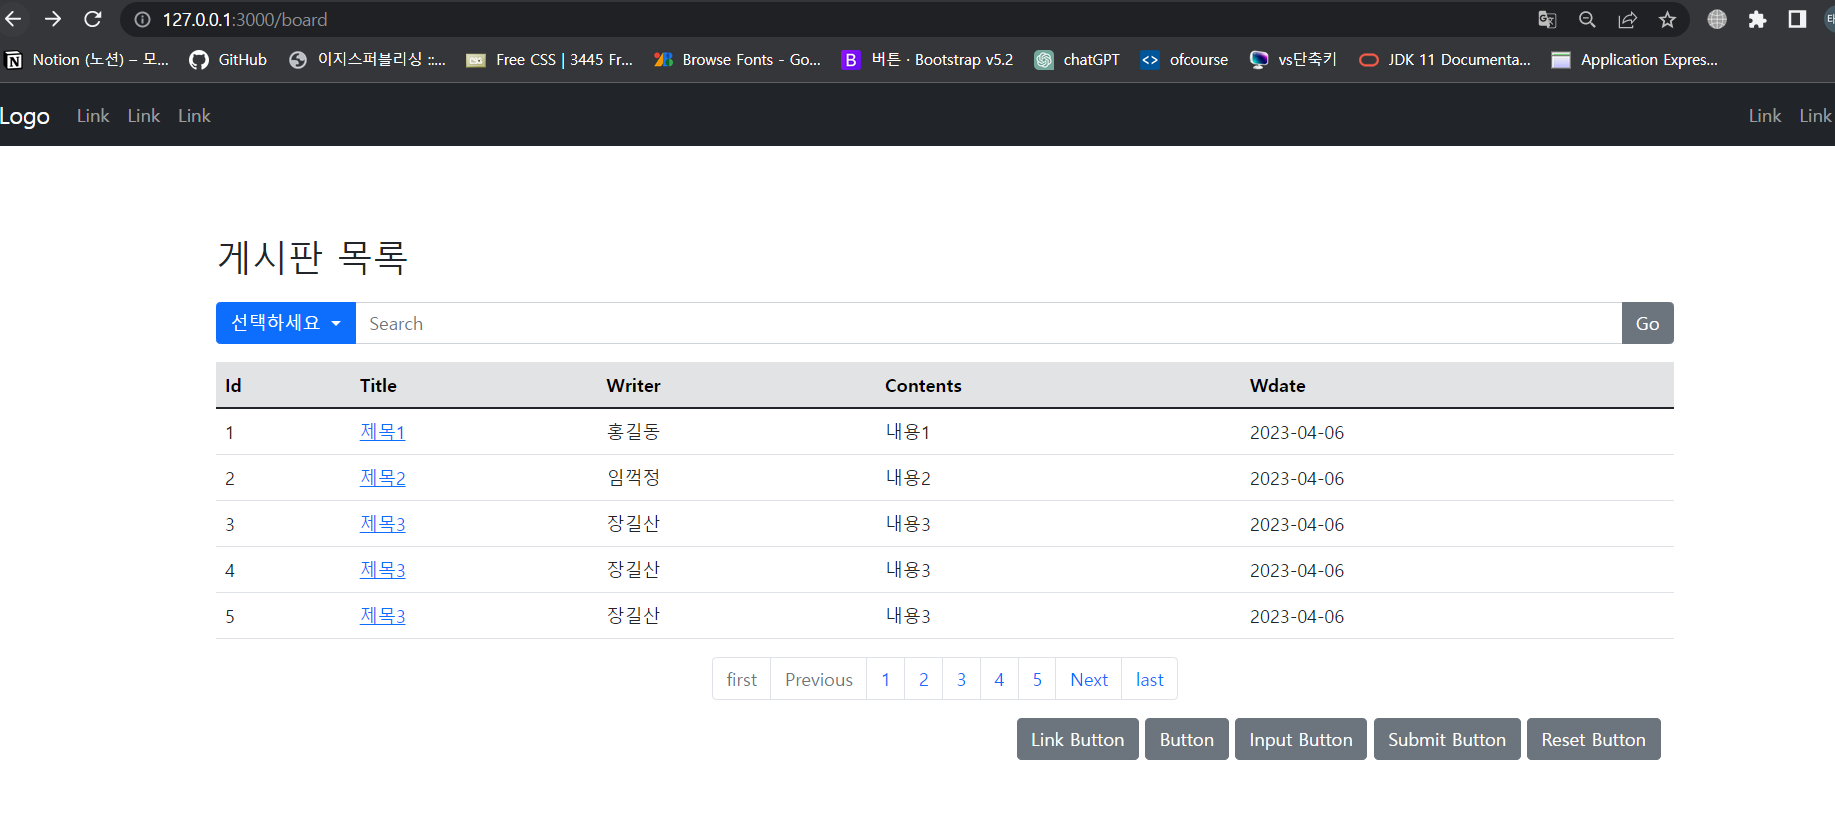 127.0.0.1:3000/board
Notion (노션) – 모... GitHub 이지스퍼블리싱 ::... Free CSS | 3445 Fr... Browse Fonts - Go... B 버튼 · Bootstrap v5.2 chatGPT <> ofcourse vs단축키 JDK 11 Documenta... Application Expres...
Logo Link Link Link Link Link
게시판 목록
선택하세요 Search Go
Id Title Writer Contents Wdate
1 제목1 홍길동 내용1 2023-04-06
2 제목2 임꺽정 내용2 2023-04-06
3 제목3 장길산 내용3 2023-04-06
4 제목3 장길산 내용3 2023-04-06
5 제목3 장길산 내용3 2023-04-06
first Previous 1 2 3 4 5 Next last
Link Button Button Input Button Submit Button Reset Button